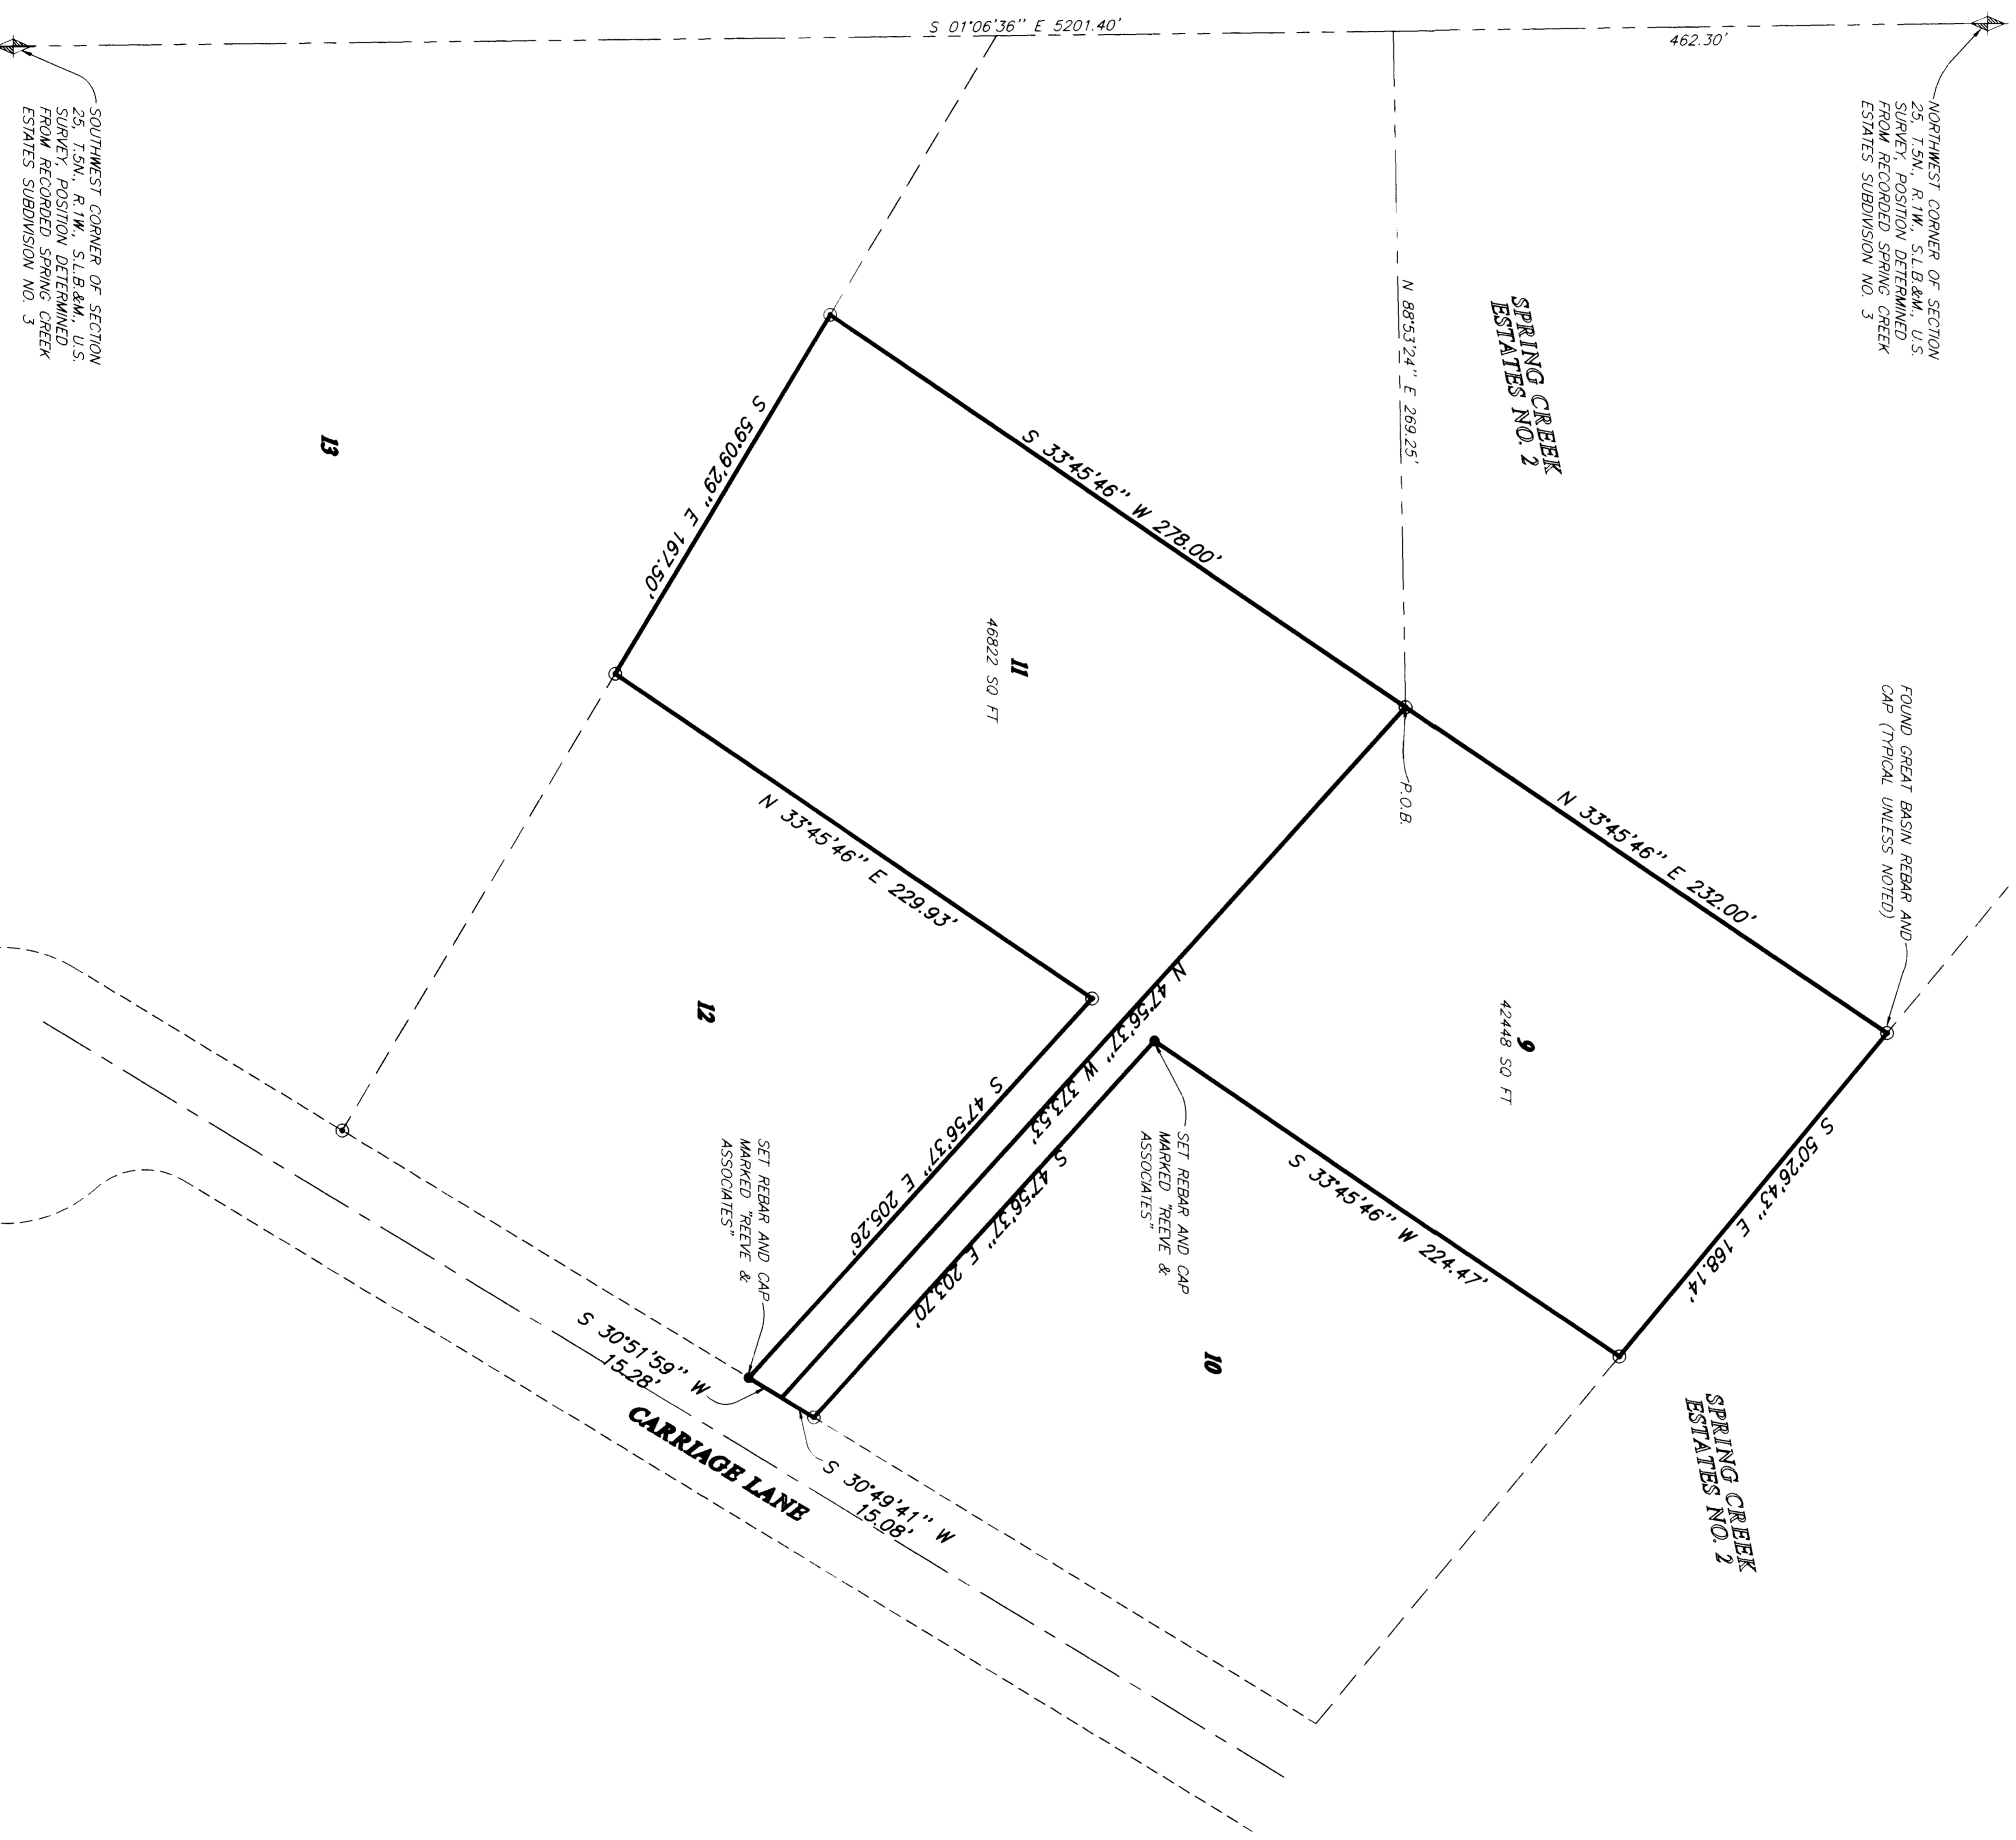 S 01°06'36" E 5201.40'
462.30'
NORTHWEST CORNER OF SECTION
25, T.5N., R.1W., S.L.B.&M., U.S.
SURVEY, POSITION DETERMINED
FROM RECORDED SPRING CREEK
ESTATES SUBDIVISION NO. 3
SOUTHWEST CORNER OF SECTION
25, T.5N., R.1W., S.L.B.&M., U.S.
SURVEY, POSITION DETERMINED
FROM RECORDED SPRING CREEK
ESTATES SUBDIVISION NO. 3
N 88°53'24" E 269.25'
SPRING CREEK
ESTATES NO. 2
13
S 33°45'46" W 278.00'
S 59°09'29" E 167.50'
11
46822 SQ FT
FOUND GREAT BASIN REBAR AND
CAP (TYPICAL UNLESS NOTED)
P.O.B.
N 33°45'46" E 232.00'
N 33°45'46" E 229.93'
9
42448 SQ FT
12
N 47°56'37" W 373.53'
S 47°56'37" E 205.26'
S 47°56'37" E 203.70'
SET REBAR AND CAP
MARKED "REEVE &
ASSOCIATES"
SET REBAR AND CAP
MARKED "REEVE &
ASSOCIATES"
S 33°45'46" W 224.47'
S 50°26'43" E 168.14'
10
S 30°51'59" W
15.28'
S 30°49'41" W
15.08'
CARRIAGE LANE
SPRING CREEK
ESTATES NO. 2